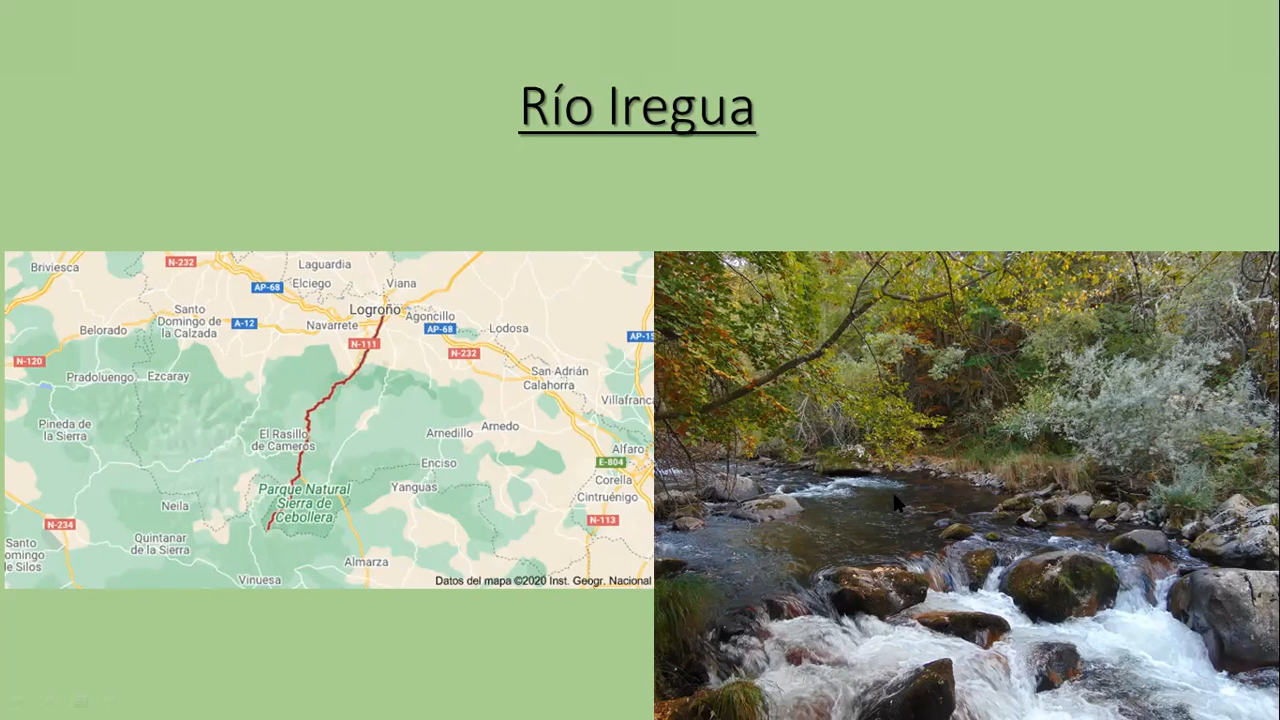 Río Iregua
Briviesca
N-232
Laguardia
Elciego
Viana
AP-68
Santo
Domingo de
la Calzada
Logroño
Agoncillo
Belorado
A-12
Navarrete
AP-68
Lodosa
AP-15
N-111
N-232
N-120
Pradoluengo
Ezcaray
San Adrián
Calahorra
Villafranca
Pineda de
la Sierra
El Rasillo
de Cameros
Arnedillo
Arnedo
Alfaro
Enciso
E-804
Corella
Cintruénigo
Parque Natural
Sierra de
Cebollera
Yanguas
Neila
N-234
N-113
Quintanar
de la Sierra
Santo
omingo
e Silos
Almarza
Vinuesa
Datos del mapa ©2020 Inst. Geogr. Nacional